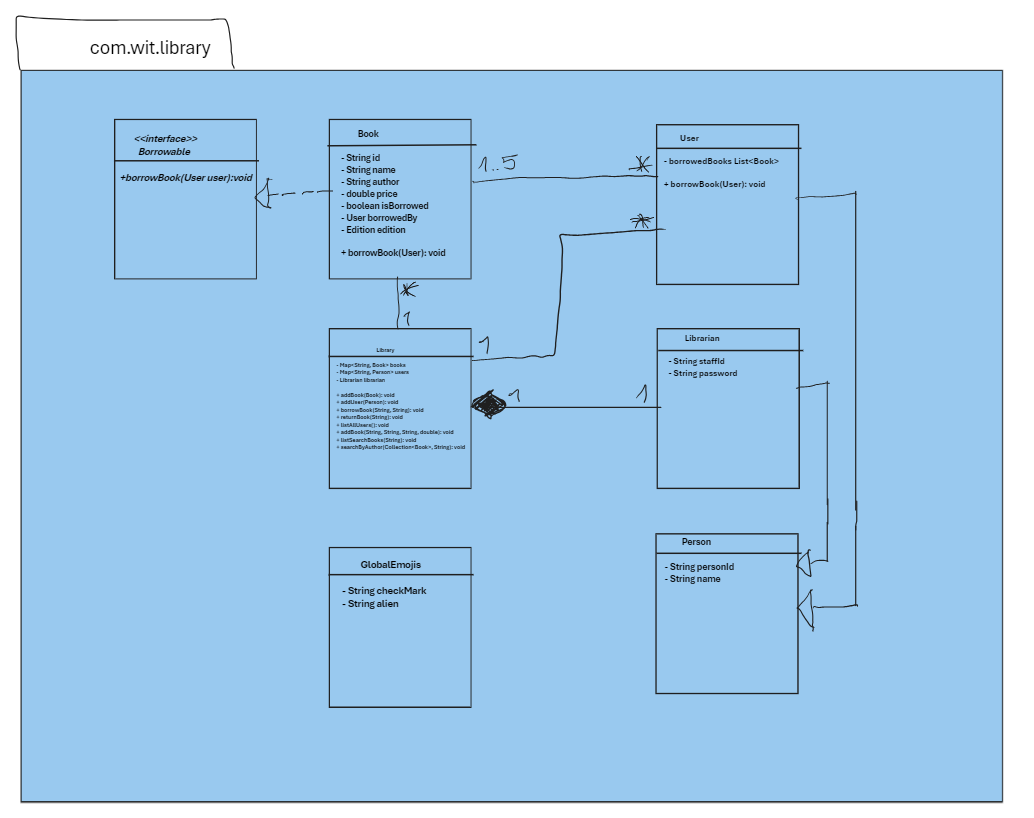 com.wit.library
<<interface>>
Borrowable
+borrowBook(User user):void
Book
- String id
- String name
- String author
- double price
- boolean isBorrowed
- User borrowedBy
- Edition edition
+ borrowBook(User): void
1..5
*
User
- borrowedBooks List<Book>
+ borrowBook(User): void
*
*
1
Library
- Map<String, Book> books
- Map<String, Person> users
- Librarian librarian
+ addBook(Book): void
+ addUser(Person): void
+ borrowBook(String, String): void
+ returnBook(String): void
+ listAllUsers(): void
+ addBook(String, String, String, double): void
+ listSearchBooks(String): void
+ searchByAuthor(Collection<Book>, String): void
1
1
1
Librarian
- String staffId
- String password
GlobalEmojis
- String checkMark
- String alien
Person
- String personId
- String name